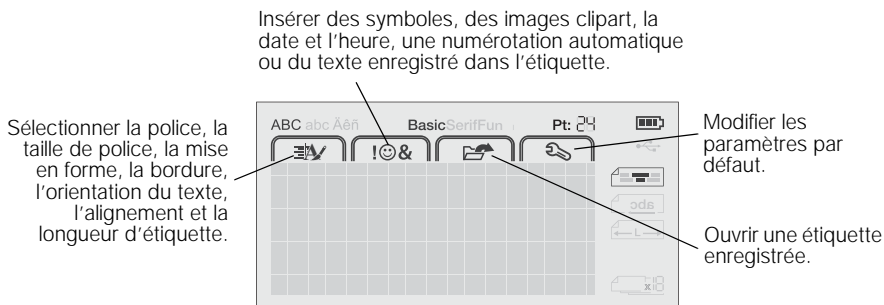 Insérer des symboles, des images clipart, la
date et l'heure, une numérotation automatique
ou du texte enregistré dans l'étiquette.
Sélectionner la police, la
taille de police, la mise
en forme, la bordure,
l'orientation du texte,
l'alignement et la
longueur d'étiquette.
ABC abc Äêñ BasicSerifFun Pt: 24
!☺&
Modifier les
paramètres par
défaut.
abc
L
x18
Ouvrir une étiquette
enregistrée.